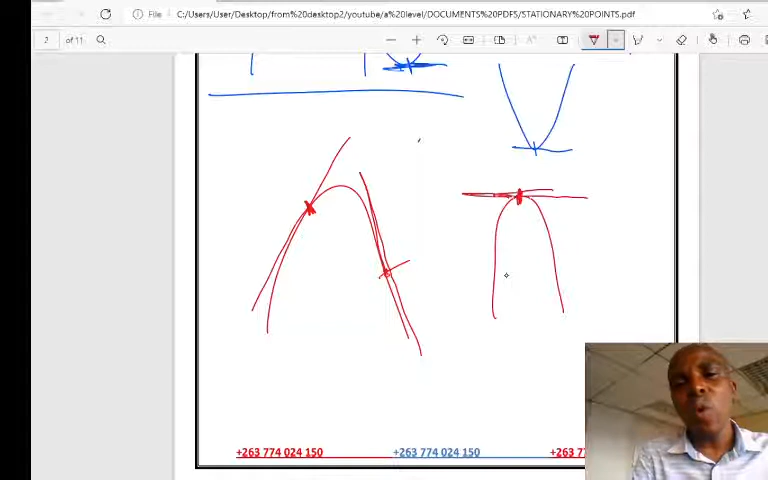 File
C:/Users/User/Desktop/from%20desktop2/youtube/a%20level/DOCUMENTS%20PDFS/STATIONARY%20POINTS.pdf
2 of 11
+263 774 024 150 +263 774 024 150 +263 7